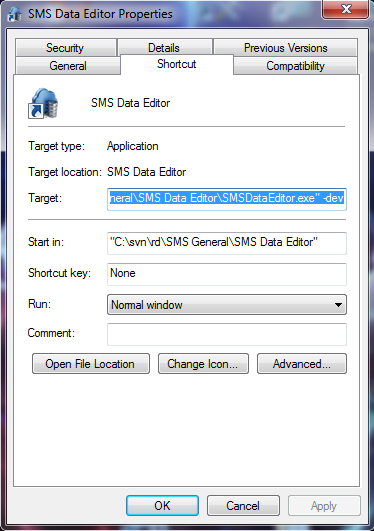 SMS Data Editor Properties
Security Details Previous Versions
General Shortcut Compatibility
SMS Data Editor
Target type: Application
Target location: SMS Data Editor
Target: neral\SMS Data Editor\SMSDataEditor.exe" -dev
Start in: "C:\svn\rd\SMS General\SMS Data Editor"
Shortcut key: None
Run: Normal window
Comment:
Open File Location Change Icon... Advanced...
OK Cancel Apply